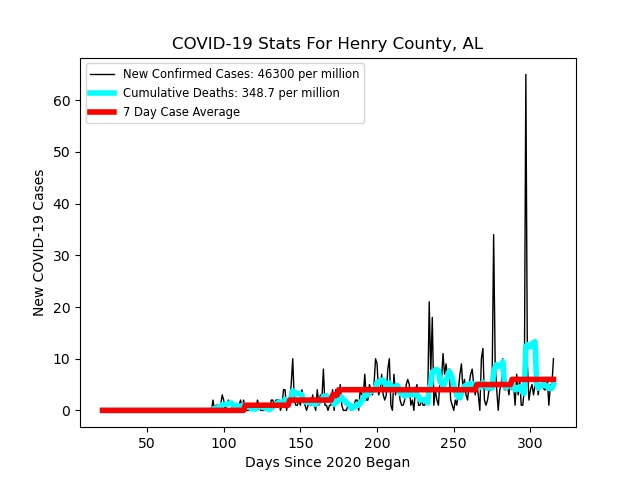 COVID-19 Stats For Henry County, AL
New Confirmed Cases: 46300 per million
Cumulative Deaths: 348.7 per million
7 Day Case Average
New COVID-19 Cases
60
50
40
30
20
10
0
50 100 150 200 250 300
Days Since 2020 Began